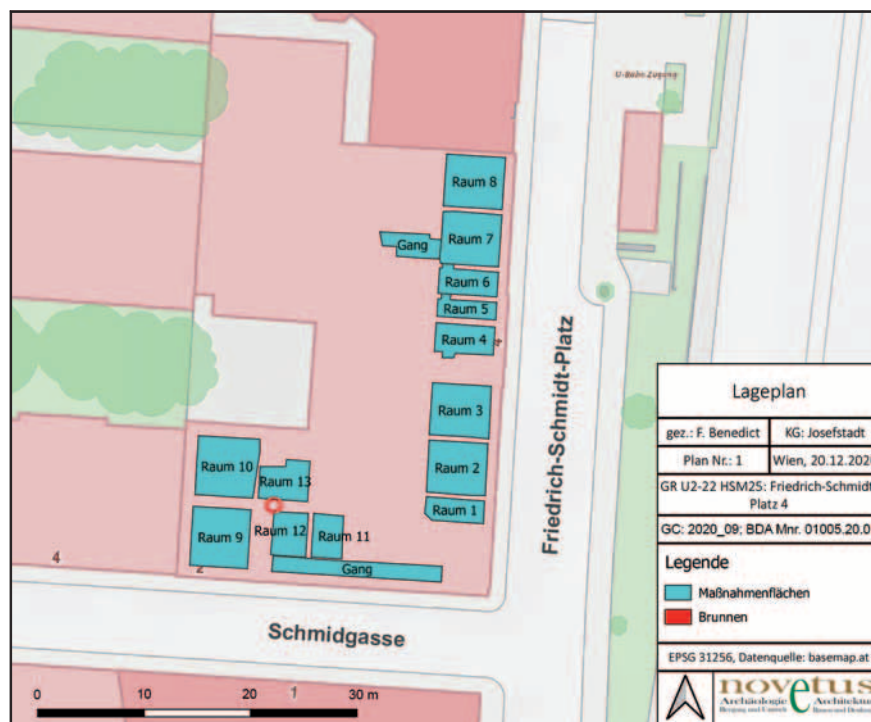 U-Bahn Zugang
Raum 8
Raum 7
Gang
Raum 6
Raum 5
Raum 4
4
Raum 3
Raum 2
Raum 1
Raum 10
Raum 13
Raum 12
Raum 11
Raum 9
Gang
4
2
Friedrich-Schmidt-Platz
Schmidgasse
1
0 10 20 30 m
Lageplan
gez.: F. Benedict KG: Josefstadt
Plan Nr.: 1 Wien, 20.12.202
GR U2-22 HSM25: Friedrich-Schmidt
Platz 4
GC: 2020_09; BDA Mnr. 01005.20.0
Legende
Maßnahmenflächen
Brunnen
EPSG 31256, Datenquelle: basemap.at
novetus
Archäologie Architektur